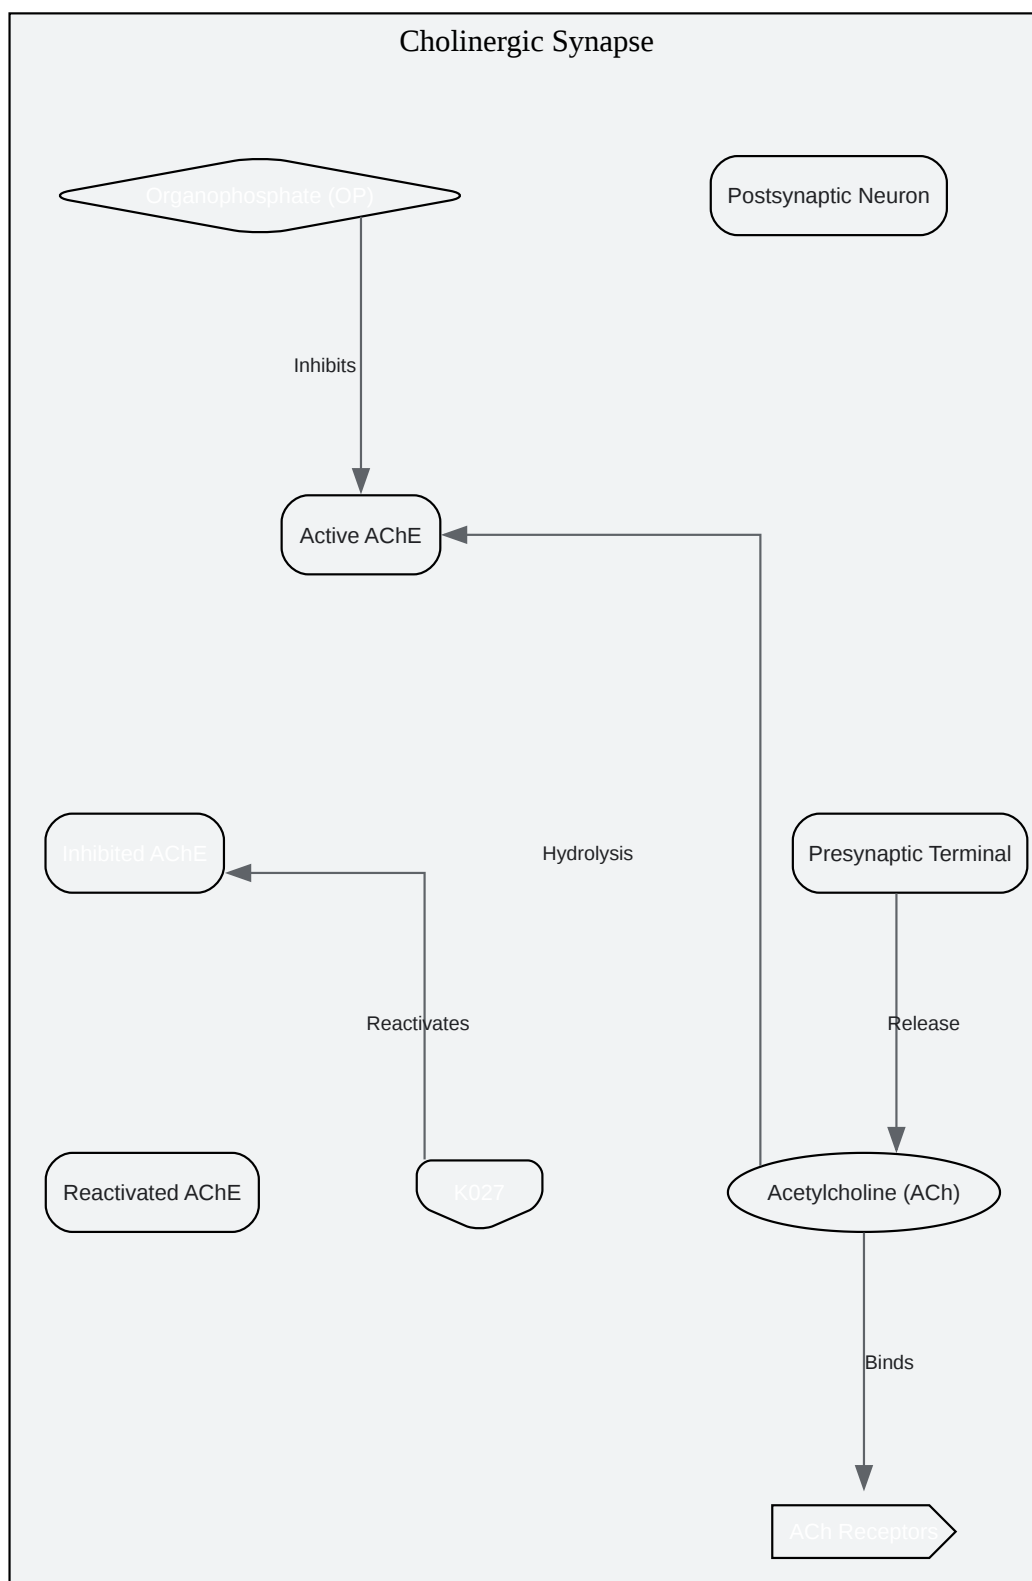 Cholinergic Synapse
Organophosphate (OP)
Postsynaptic Neuron
Inhibits
Active AChE
Inhibited AChE
Hydrolysis
Presynaptic Terminal
Reactivates
Release
Reactivated AChE
K027
Acetylcholine (ACh)
Binds
ACh Receptors